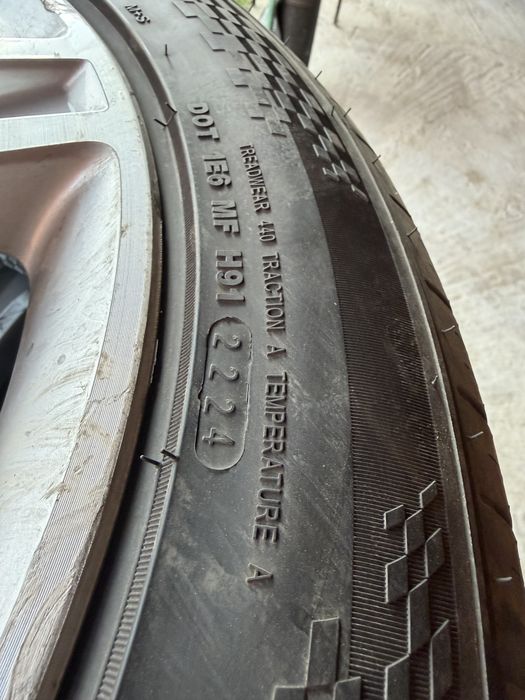 M+S
DOT 1E6 MF H91 2224
TREADWEAR 440 TRACTION A TEMPERATURE A